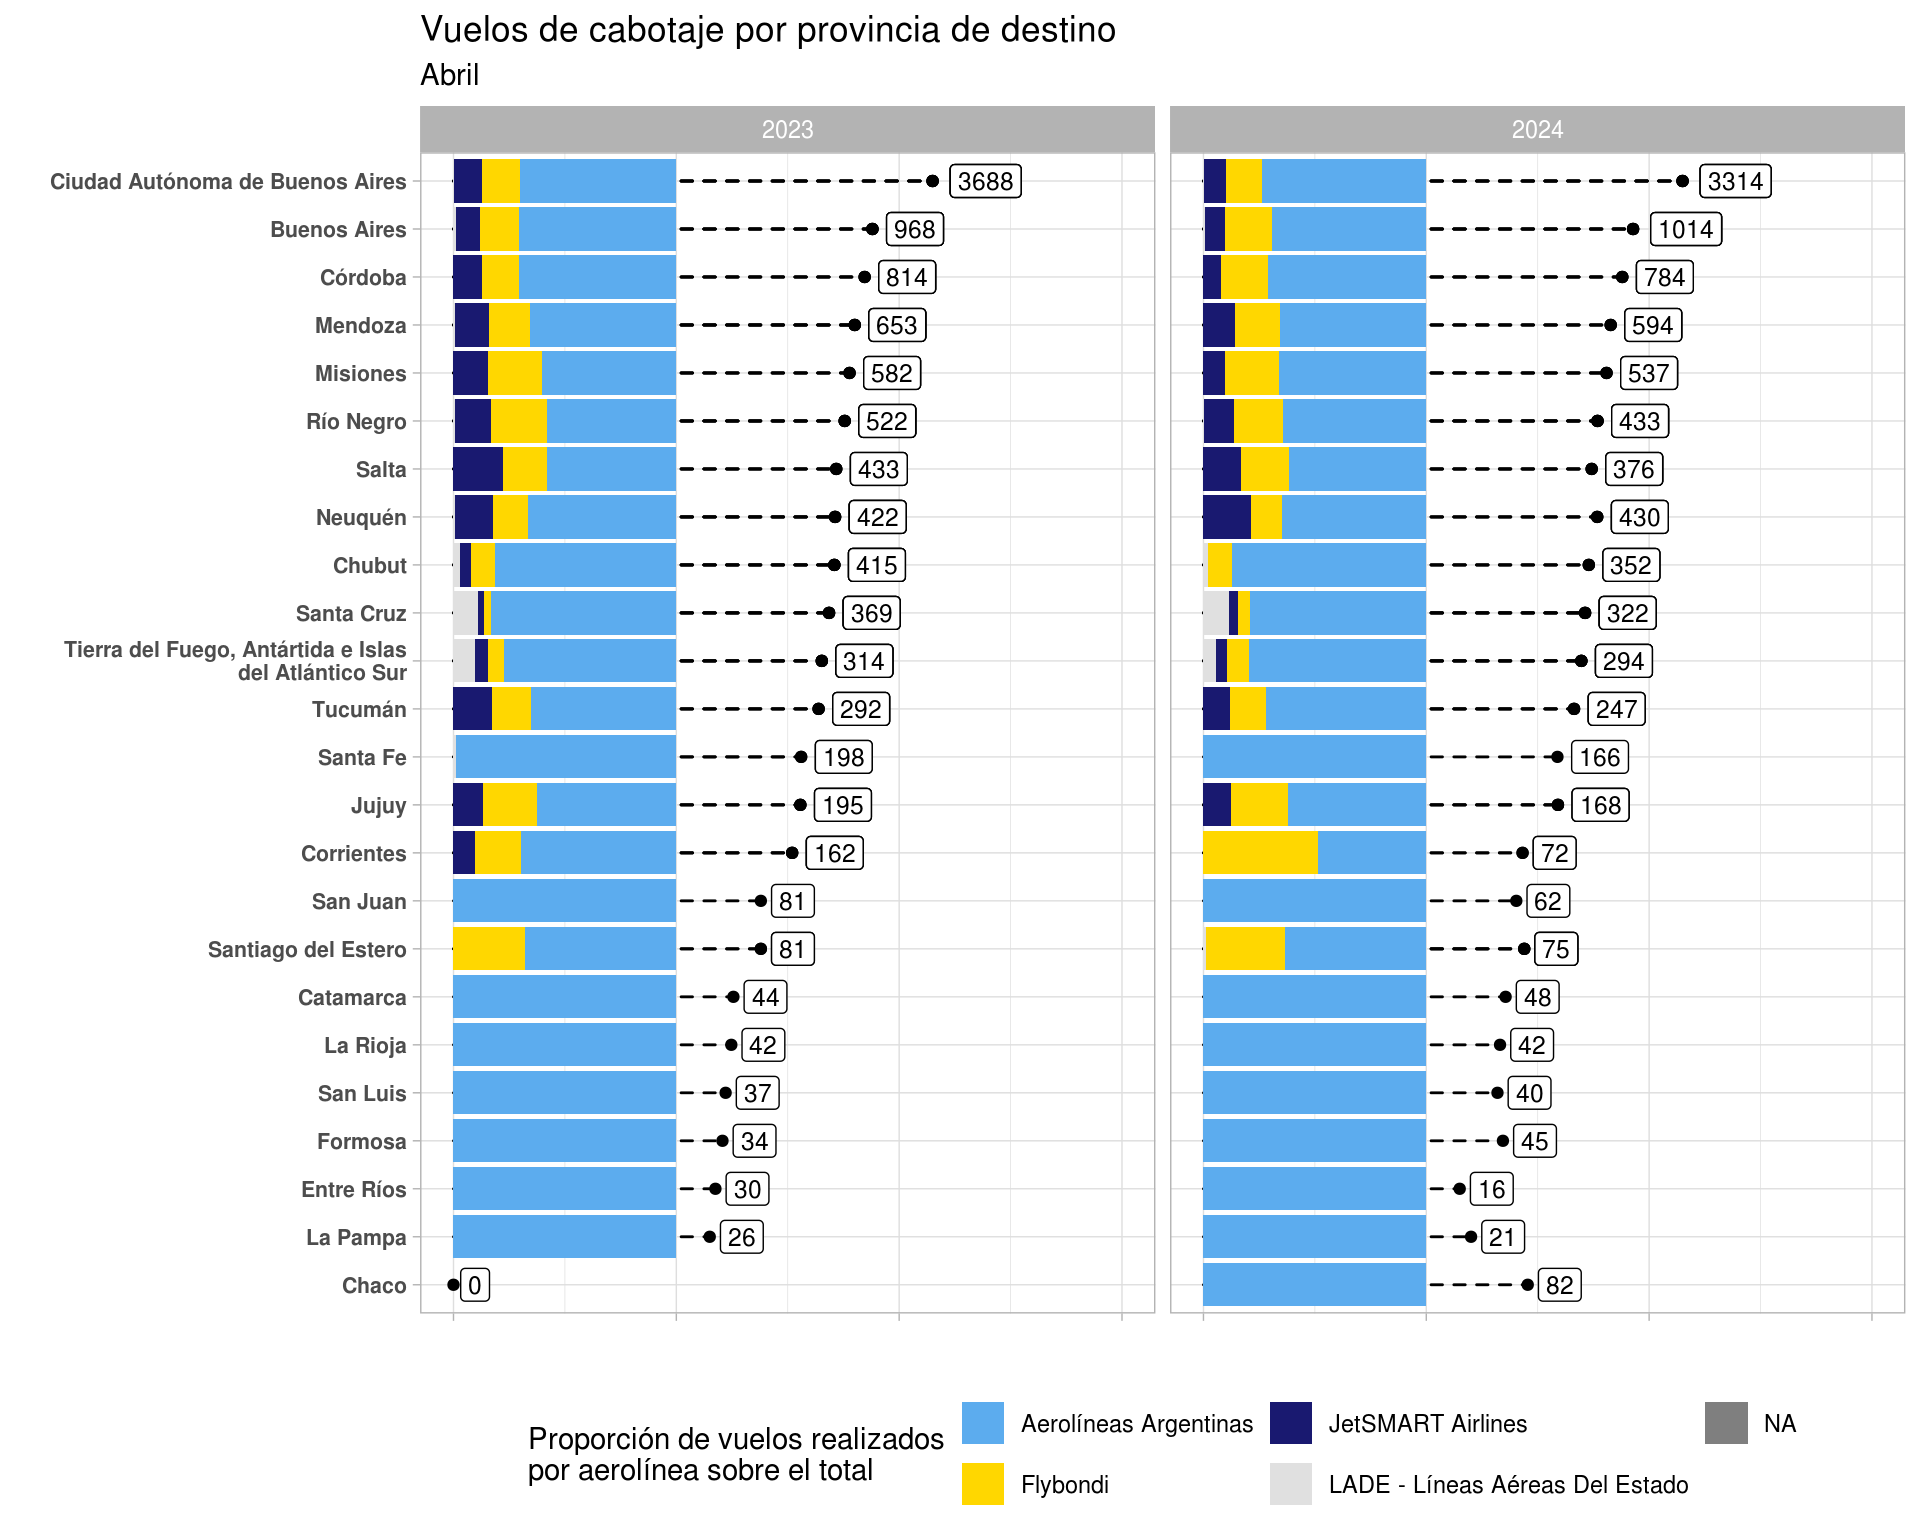 Vuelos de cabotaje por provincia de destino
Abril
2023
2024
Ciudad Autónoma de Buenos Aires 3688 3314
Buenos Aires 968 1014
Córdoba 814 784
Mendoza 653 594
Misiones 582 537
Río Negro 522 433
Salta 433 376
Neuquén 422 430
Chubut 415 352
Santa Cruz 369 322
Tierra del Fuego, Antártida e Islas
del Atlántico Sur 314 294
Tucumán 292 247
Santa Fe 198 166
Jujuy 195 168
Corrientes 162 72
San Juan 81 62
Santiago del Estero 81 75
Catamarca 44 48
La Rioja 42 42
San Luis 37 40
Formosa 34 45
Entre Ríos 30 16
La Pampa 26 21
Chaco 0 82
Proporción de vuelos realizados
por aerolínea sobre el total
Aerolíneas Argentinas
Flybondi
JetSMART Airlines
LADE - Líneas Aéreas Del Estado
NA